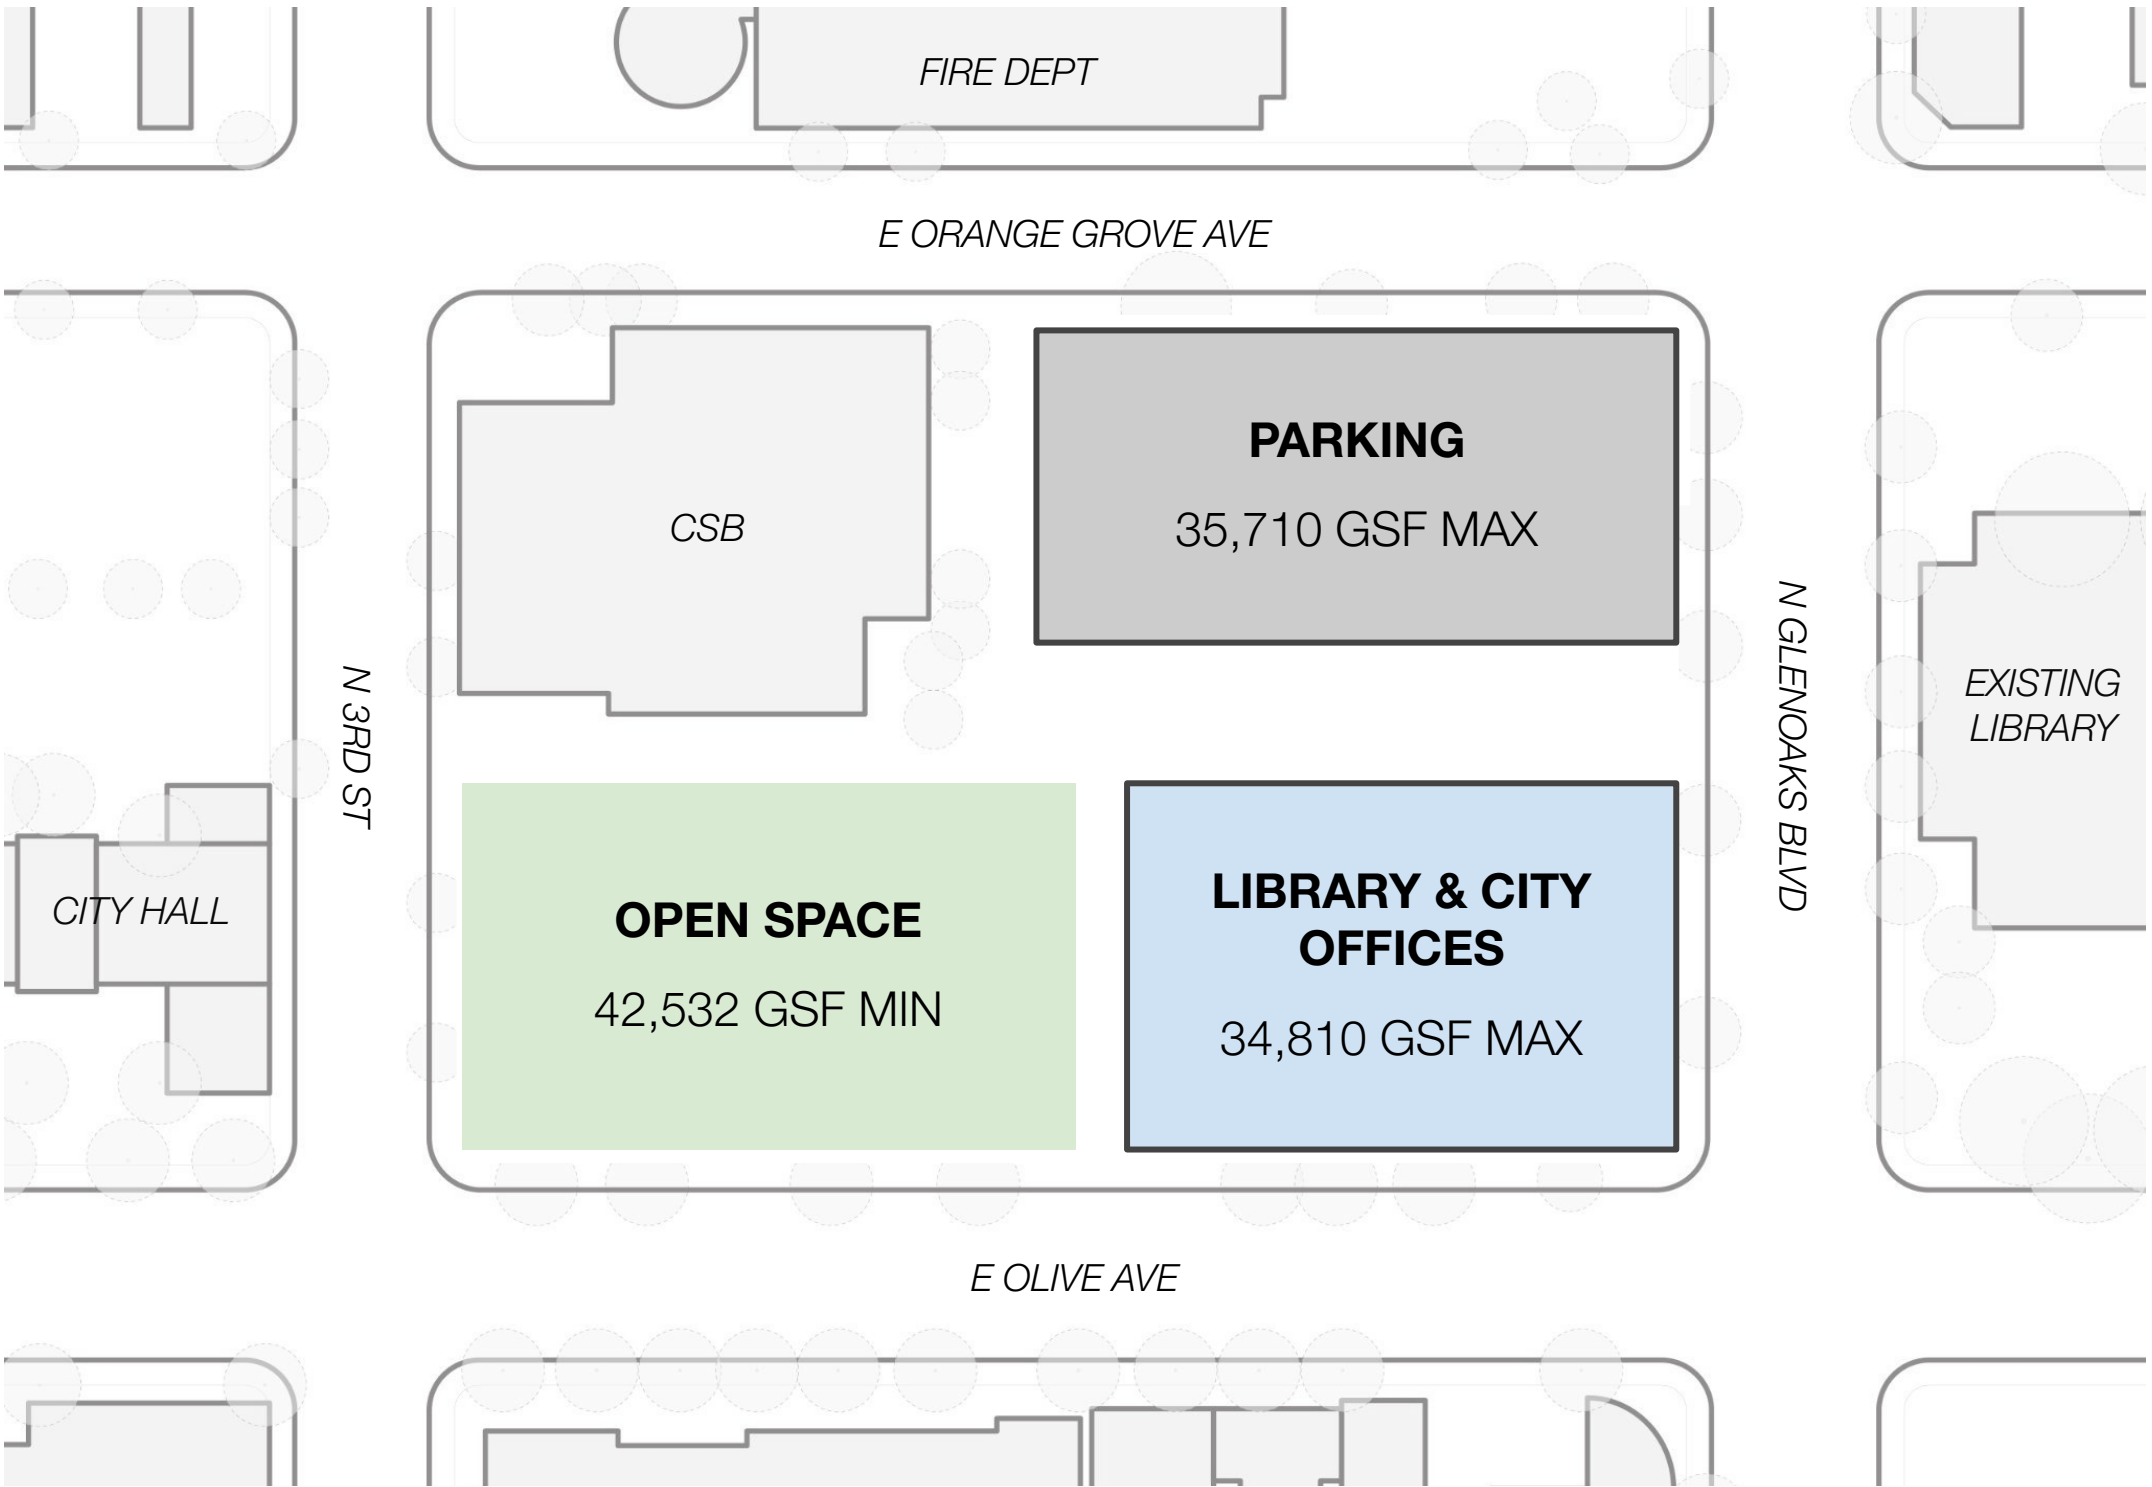 FIRE DEPT
E ORANGE GROVE AVE
PARKING
35,710 GSF MAX
CSB
N 3RD ST
N GLENOAKS BLVD
EXISTING
LIBRARY
CITY HALL
OPEN SPACE
42,532 GSF MIN
LIBRARY & CITY
OFFICES
34,810 GSF MAX
E OLIVE AVE